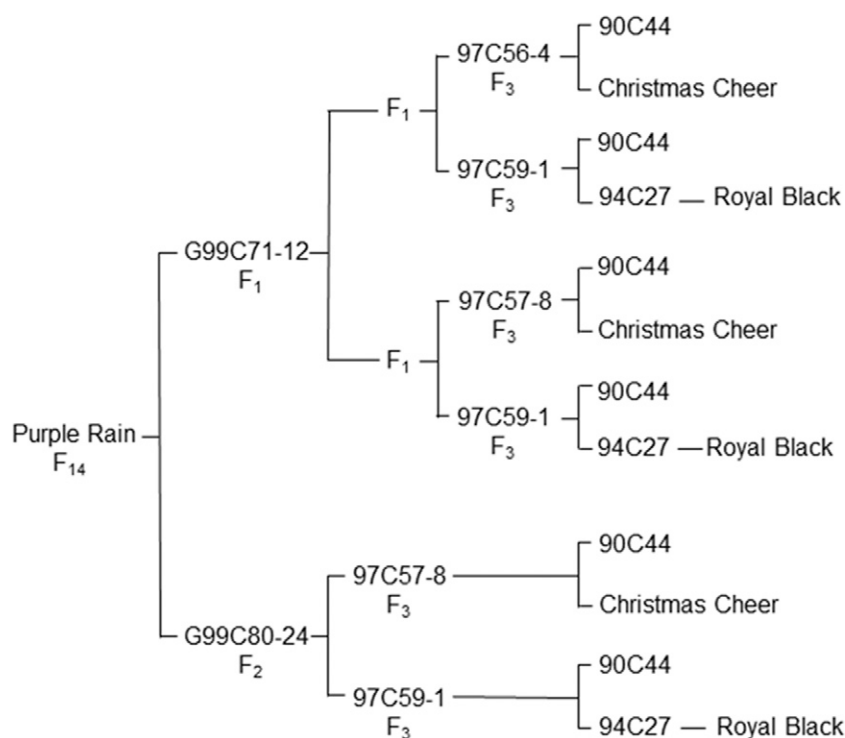 90C44
97C56-4
F₃
Christmas Cheer
F₁
90C44
97C59-1
F₃
94C27 — Royal Black
G99C71-12
F₁
90C44
97C57-8
F₃
Christmas Cheer
F₁
90C44
97C59-1
F₃
94C27 — Royal Black
Purple Rain
F₁₄
90C44
97C57-8
F₃
Christmas Cheer
G99C80-24
F₂
90C44
97C59-1
F₃
94C27 — Royal Black